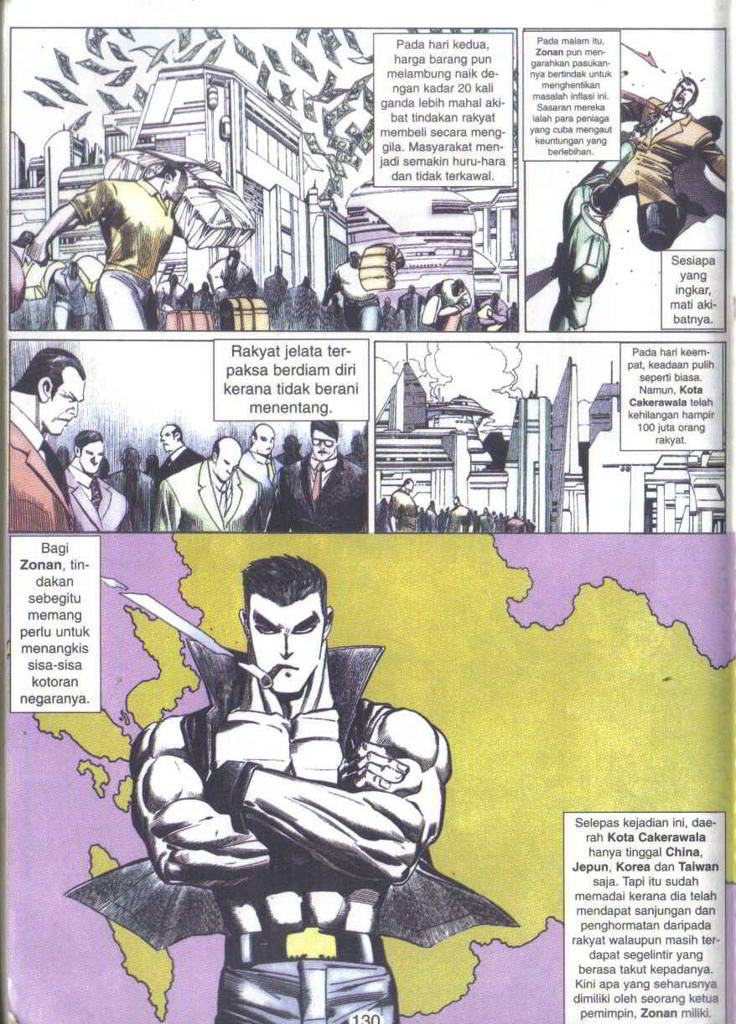 Pada hari kedua,
harga barang pun
melambung naik de-
ngan kadar 20 kali
ganda lebih mahal aki-
bat tindakan rakyat
membeli secara meng-
gila. Masyarakat men-
jadi semakin huru-hara
dan tidak terkawal.
Pada malam itu,
Zonan pun men-
garahkan pasukan-
nya bertindak untuk
menghentikan
masalah inflasi ini.
Sasaran mereka
ialah para peniaga
yang cuba mengaut
keuntungan yang
berlebihan.
Sesiapa
yang
ingkar,
mati aki-
batnya.
Rakyat jelata ter-
paksa berdiam diri
kerana tidak berani
menentang.
Pada hari keem-
pat, keadaan pulih
seperti biasa.
Namun, Kota
Cakerawala telah
kehilangan hampir
100 juta orang
rakyat.
Bagi
Zonan, tin-
dakan
sebegitu
memang
perlu untuk
menangkis
sisa-sisa
kotoran
negaranya.
Selepas kejadian ini, dae-
rah Kota Cakerawala
hanya tinggal China,
Jepun, Korea dan Taiwan
saja. Tapi itu sudah
memadai kerana dia telah
mendapat sanjungan dan
penghormatan daripada
rakyat walaupun masih ter-
dapat segelintir yang
berasa takut kepadanya.
Kini apa yang seharusnya
dimiliki oleh seorang ketua
pemimpin, Zonan miliki.
130